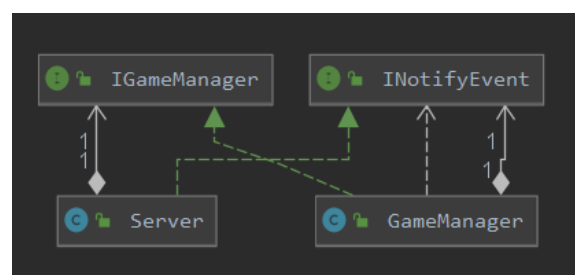 I IGameManager
I INotifyEvent
1
1
1
1
C Server
C GameManager